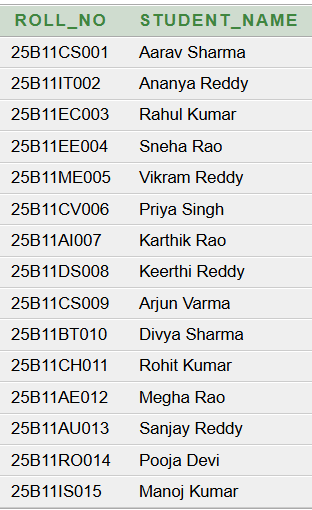 ROLL_NO STUDENT_NAME
25B11CS001 Aarav Sharma
25B11IT002 Ananya Reddy
25B11EC003 Rahul Kumar
25B11EE004 Sneha Rao
25B11ME005 Vikram Reddy
25B11CV006 Priya Singh
25B11AI007 Karthik Rao
25B11DS008 Keerthi Reddy
25B11CS009 Arjun Varma
25B11BT010 Divya Sharma
25B11CH011 Rohit Kumar
25B11AE012 Megha Rao
25B11AU013 Sanjay Reddy
25B11RO014 Pooja Devi
25B11IS015 Manoj Kumar